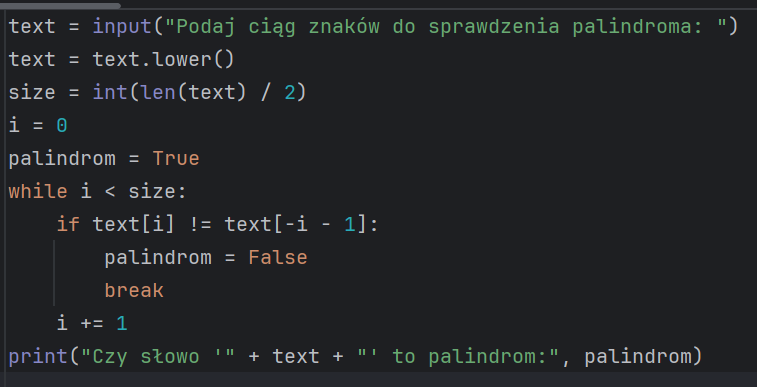 text = input("Podaj ciąg znaków do sprawdzenia palindroma: ")
text = text.lower()
size = int(len(text) / 2)
i = 0
palindrom = True
while i < size:
    if text[i] != text[-i - 1]:
        palindrom = False
        break
    i += 1
print("Czy słowo '" + text + "' to palindrom:", palindrom)